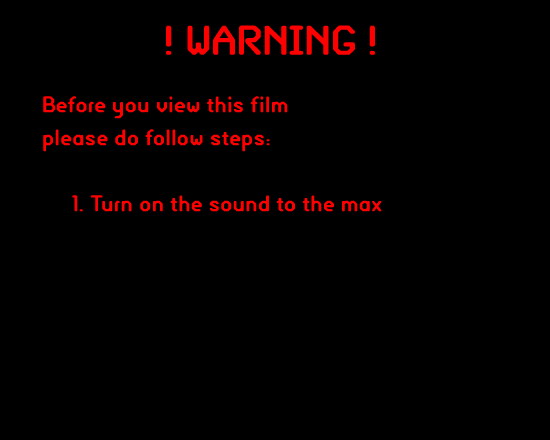 ! WARNING !
Before you view this film
please do follow steps:
1. Turn on the sound to the max